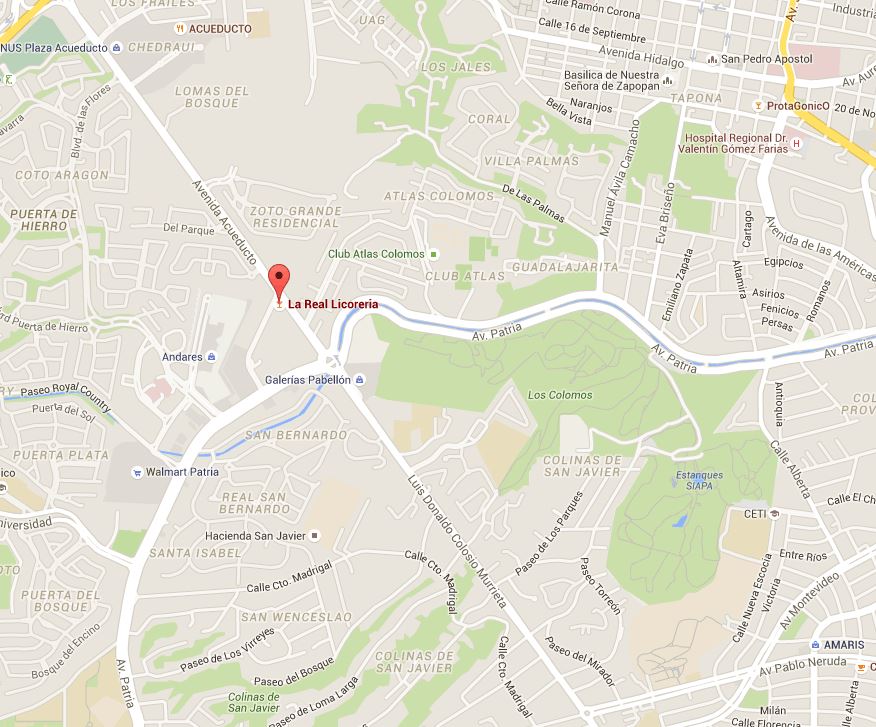 LOS FRAILES
ACUEDUCTO
NUS Plaza Acueducto
CHEDRAUI
UAG
Calle Ramón Corona
Calle 16 de Septiembre
Avenida Hidalgo
Industria
San Pedro Apostol
Av Aure
LOS JALES
Basilica de Nuestra
Señora de Zapopan
LOMAS DEL
BOSQUE
Blvd. de las Flores
Naranjos
Bella Vista
TAPONA
ProtaGonicO
20 de No
CORAL
Hospital Regional Dr.
Valentín Gómez Farias
VILLA PALMAS
COTO ARAGON
ATLAS COLOMOS
De Las Palmas
Manuel Ávila Camacho
Eva Briseño
Cartago
Avenida de las Américas
PUERTA DE
HIERRO
Avenida Acueducto
ZOTO GRANDE
RESIDENCIAL
Del Parque
Club Atlas Colomos
CLUB ATLAS
GUADALAJARITA
Emiliano Zapata
Altamira
Egipcios
Asirios
Fenicios
Persas
Romanos
La Real Licoreria
rd Puerta de Hierro
Av. Patria
Av. Patria
Av. Patria
Andares
Galerías Pabellón
Paseo Royal Country
Puerta del Sol
Los Colomos
Antioquia
COL
PROV
SAN BERNARDO
PUERTA PLATA
Walmart Patria
COLINAS DE
SAN JAVIER
Calle Alberta
Estanques
SIAPA
REAL SAN
BERNARDO
Luis Donaldo Colosio Murrieta
Paseo de Los Parques
CETI
Calle El Ch
niversidad
Hacienda San Javier
SANTA ISABEL
Calle Cto. Madrigal
Calle Cto. Madrigal
Paseo Torreón
Entre Ríos
Calle Nueva Escocia
Victoria
Av Montevideo
PUERTA DEL
BOSQUE
SAN WENCESLAO
Bosque del Encino
Paseo de Los Virreyes
Paseo del Bosque
Paseo de Loma Larga
COLINAS DE
SAN JAVIER
Calle Cto. Madrigal
Paseo del Mirador
AMARIS
Av Pablo Neruda
Av. Patria
Colinas de
San Javier
Milán
Calle Florencia
Alberta